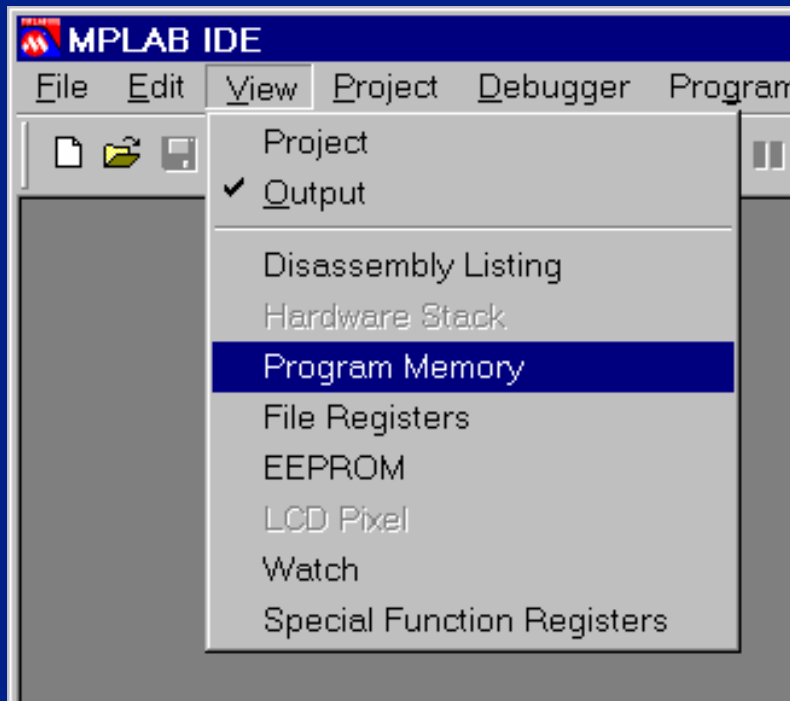 MPLAB IDE
File Edit View Project Debugger Program
Project
Output
Disassembly Listing
Hardware Stack
Program Memory
File Registers
EEPROM
LCD Pixel
Watch
Special Function Registers